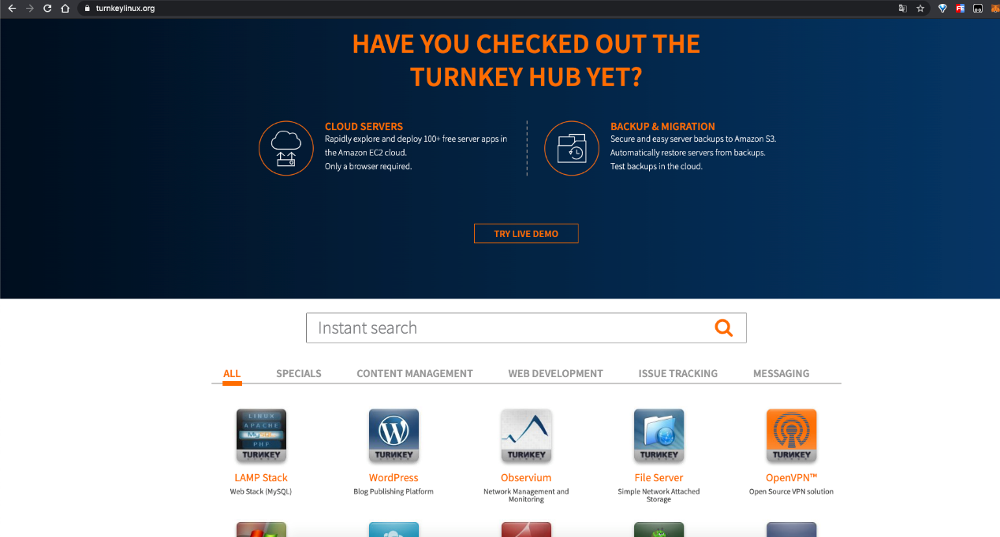 turnkeylinux.org
HAVE YOU CHECKED OUT THE
TURNKEY HUB YET?
CLOUD SERVERS
Rapidly explore and deploy 100+ free server apps in
the Amazon EC2 cloud.
Only a browser required.
BACKUP & MIGRATION
Secure and easy server backups to Amazon S3.
Automatically restore servers from backups.
Test backups in the cloud.
TRY LIVE DEMO
Instant search
ALL
SPECIALS
CONTENT MANAGEMENT
WEB DEVELOPMENT
ISSUE TRACKING
MESSAGING
LINUX
APACHE
MySQL
PHP
TURNKEY
LINUX
LAMP Stack
Web Stack (MySQL)
TURNKEY
LINUX
WordPress
Blog Publishing Platform
TURNKEY
LINUX
Observium
Network Management and
Monitoring
TURNKEY
LINUX
File Server
Simple Network Attached
Storage
TURNKEY
LINUX
OpenVPN™
Open Source VPN solution